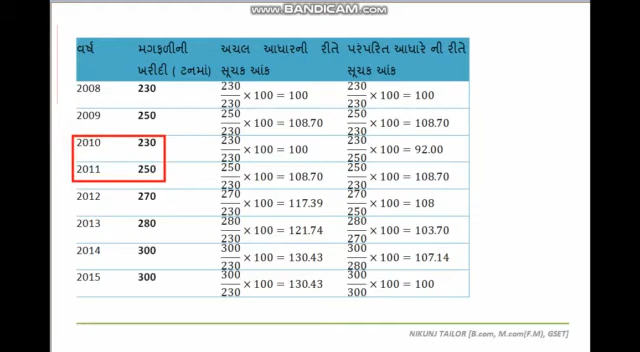 www.BANDICAM.com
વર્ષ મગફળીની ખરીદી ( ટનમાં) અચલ આધારની રીતે સૂચક આંક પરંપરિત આધારે ની રીતે સૂચક આંક
2008 230 230/230 × 100 = 100 230/230 × 100 = 100
2009 250 250/230 × 100 = 108.70 250/230 × 100 = 108.70
2010 230 230/230 × 100 = 100 230/250 × 100 = 92.00
2011 250 250/230 × 100 = 108.70 250/230 × 100 = 108.70
2012 270 270/230 × 100 = 117.39 270/250 × 100 = 108
2013 280 280/230 × 100 = 121.74 280/270 × 100 = 103.70
2014 300 300/230 × 100 = 130.43 300/280 × 100 = 107.14
2015 300 300/230 × 100 = 130.43 300/300 × 100 = 100
NIKUNJ TAILOR [B.com, M.com(F.M), GSET]